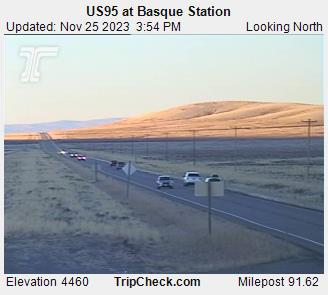 US95 at Basque Station
Updated: Nov 25 2023 3:54 PM Looking North
Elevation 4460 TripCheck.com Milepost 91.62